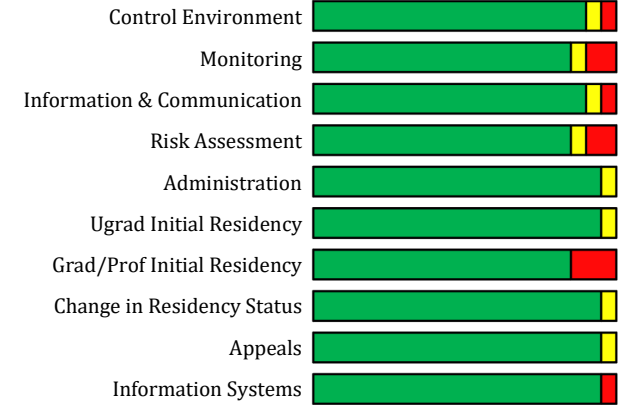 Control Environment
Monitoring
Information & Communication
Risk Assessment
Administration
Ugrad Initial Residency
Grad/Prof Initial Residency
Change in Residency Status
Appeals
Information Systems